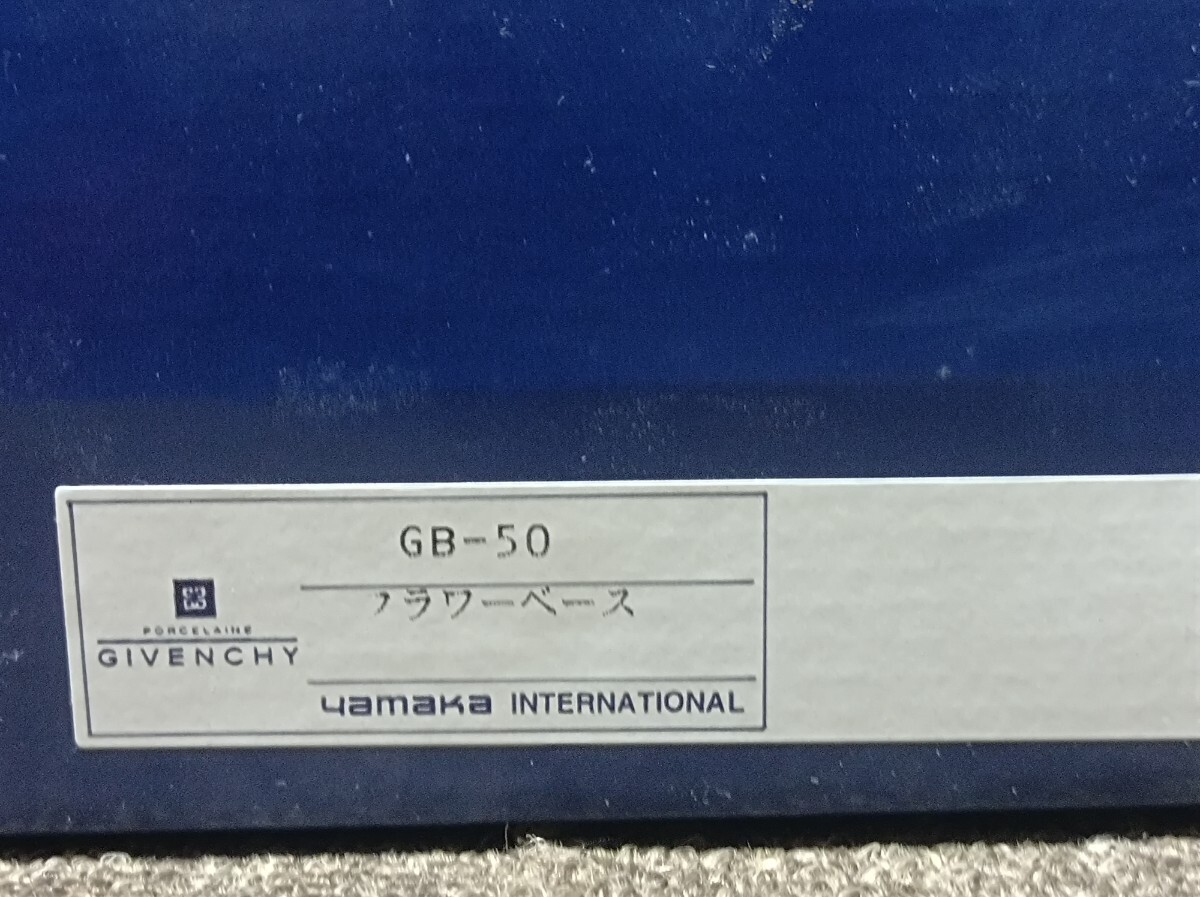 GB-50
フラワーベース
PORCELAINE
GIVENCHY
yamaka INTERNATIONAL